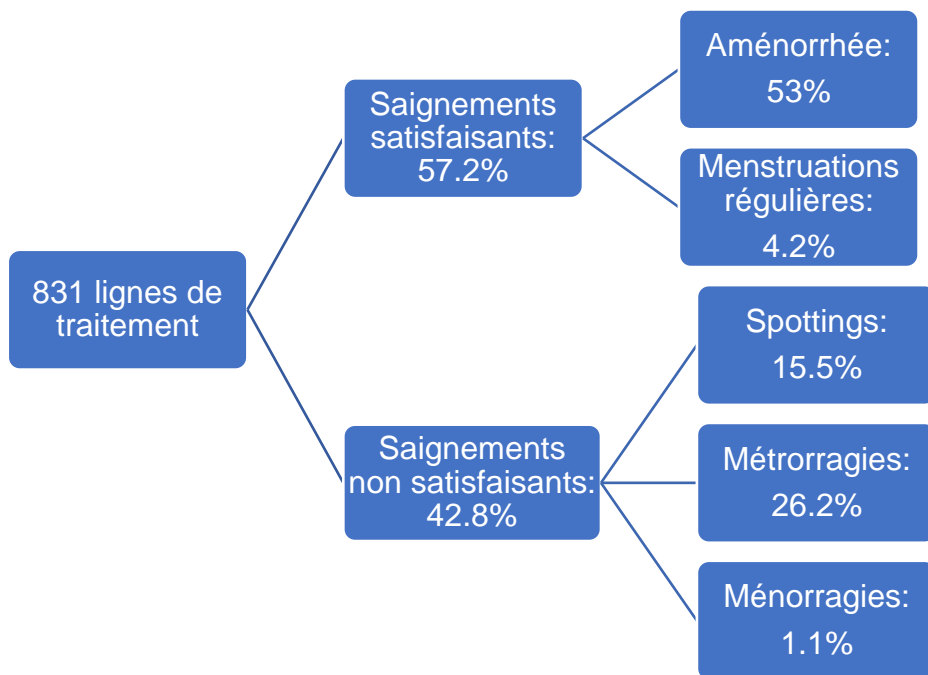 831 lignes de
traitement
Saignements
satisfaisants:
57.2%
Aménorrhée:
53%
Menstruations
régulières:
4.2%
Saignements
non satisfaisants:
42.8%
Spottings:
15.5%
Métrorragies:
26.2%
Ménorragies:
1.1%